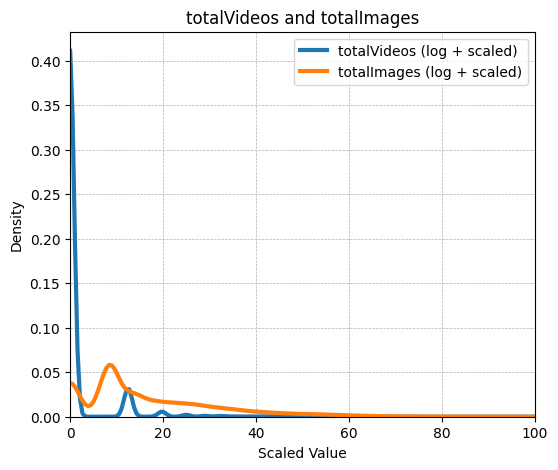 totalVideos and totalImages
totalVideos (log + scaled)
totalImages (log + scaled)
0.40
0.35
0.30
0.25
0.20
0.15
0.10
0.05
0.00
Density
0 20 40 60 80 100
Scaled Value